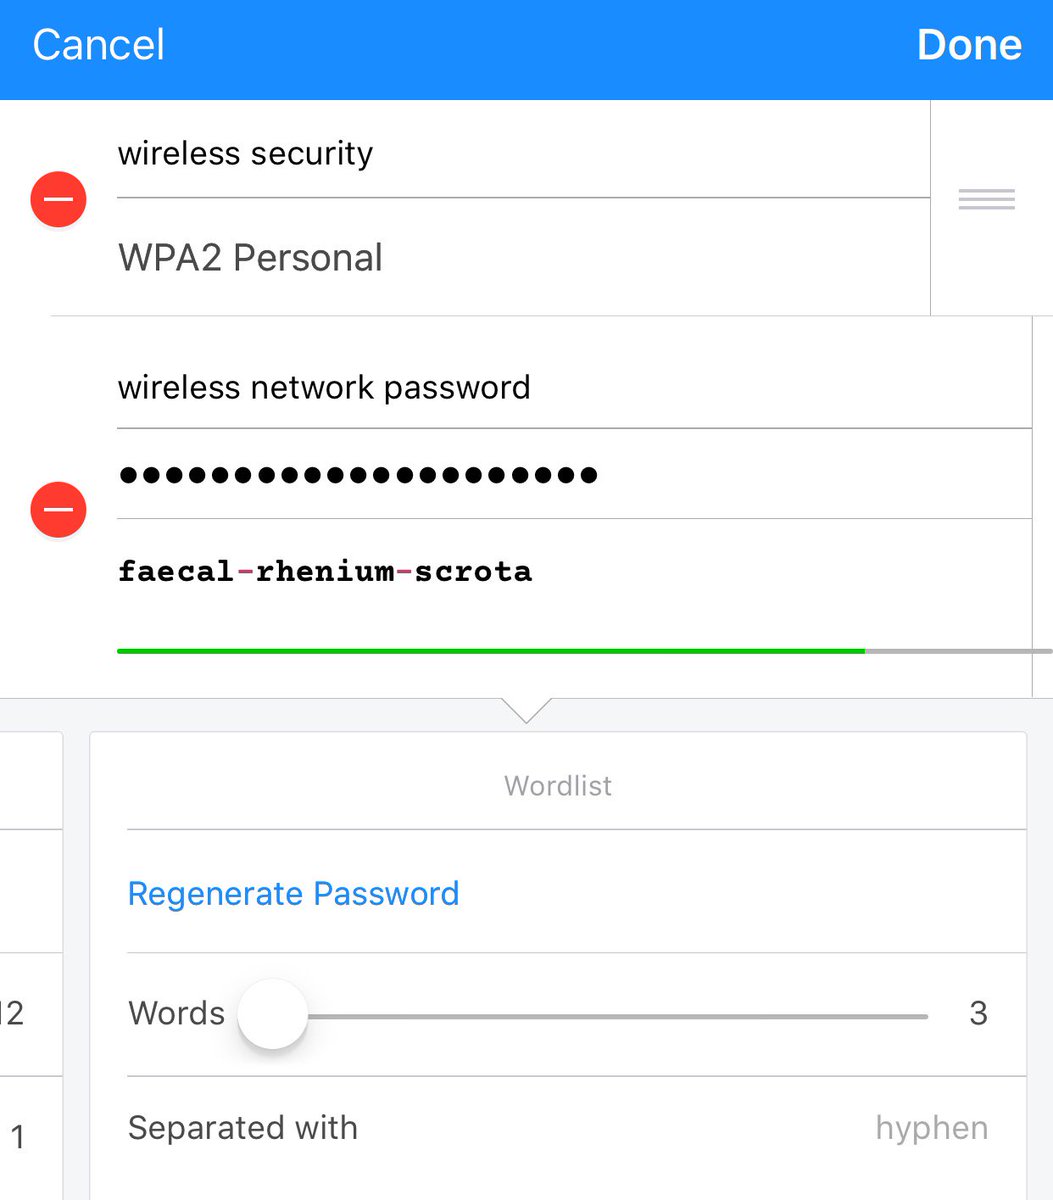 Cancel Done
wireless security
WPA2 Personal
wireless network password
●●●●●●●●●●●●●●●●●●●●●
faecal-rhenium-scrota
Wordlist
Regenerate Password
12 Words 3
1 Separated with hyphen